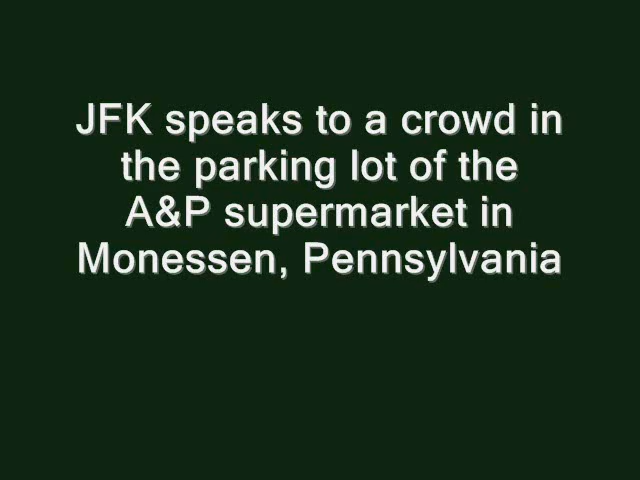 JFK speaks to a crowd in
the parking lot of the
A&P supermarket in
Monessen, Pennsylvania